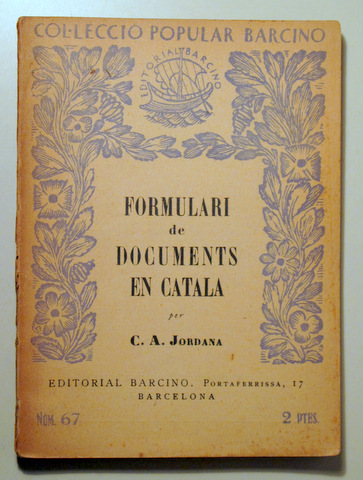 COL·LECCIÓ POPULAR BARCINO
EDITORIAL BARCINO
FORMULARI
de
DOCUMENTS
EN CATALA
per
C. A. JORDANA
EDITORIAL BARCINO. PORTAFERRISSA, 17
BARCELONA
NÚM. 67
2 PTES.